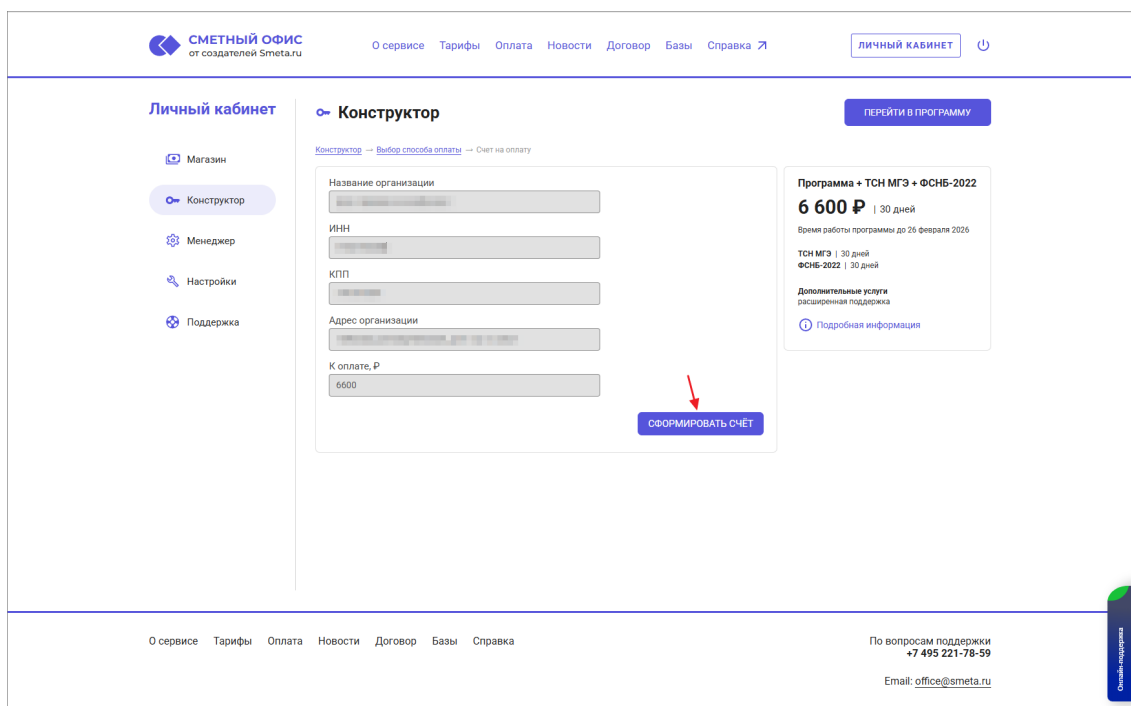 СМЕТНЫЙ ОФИС
от создателей Smeta.ru
О сервисе Тарифы Оплата Новости Договор Базы Справка
ЛИЧНЫЙ КАБИНЕТ
Личный кабинет
Магазин
Конструктор
Менеджер
Настройки
Поддержка
Конструктор
ПЕРЕЙТИ В ПРОГРАММУ
Конструктор → Выбор способа оплаты → Счет на оплату
Название организации
ИНН
КПП
Адрес организации
К оплате, ₽
6600
СФОРМИРОВАТЬ СЧЁТ
Программа + ТСН МГЭ + ФСНБ-2022
6 600 ₽ | 30 дней
Время работы программы до 26 февраля 2026
ТСН МГЭ | 30 дней
ФСНБ-2022 | 30 дней
Дополнительные услуги
расширенная поддержка
Подробная информация
О сервисе Тарифы Оплата Новости Договор Базы Справка
По вопросам поддержки
+7 495 221-78-59
Email: office@smeta.ru
Онлайн-поддержка